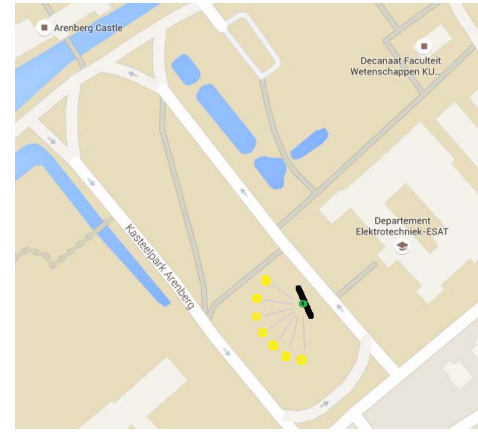 Arenberg Castle
Decanaat Faculteit
Wetenschappen KU...
Departement
Elektrotechniek-ESAT
Kasteelpark Arenberg